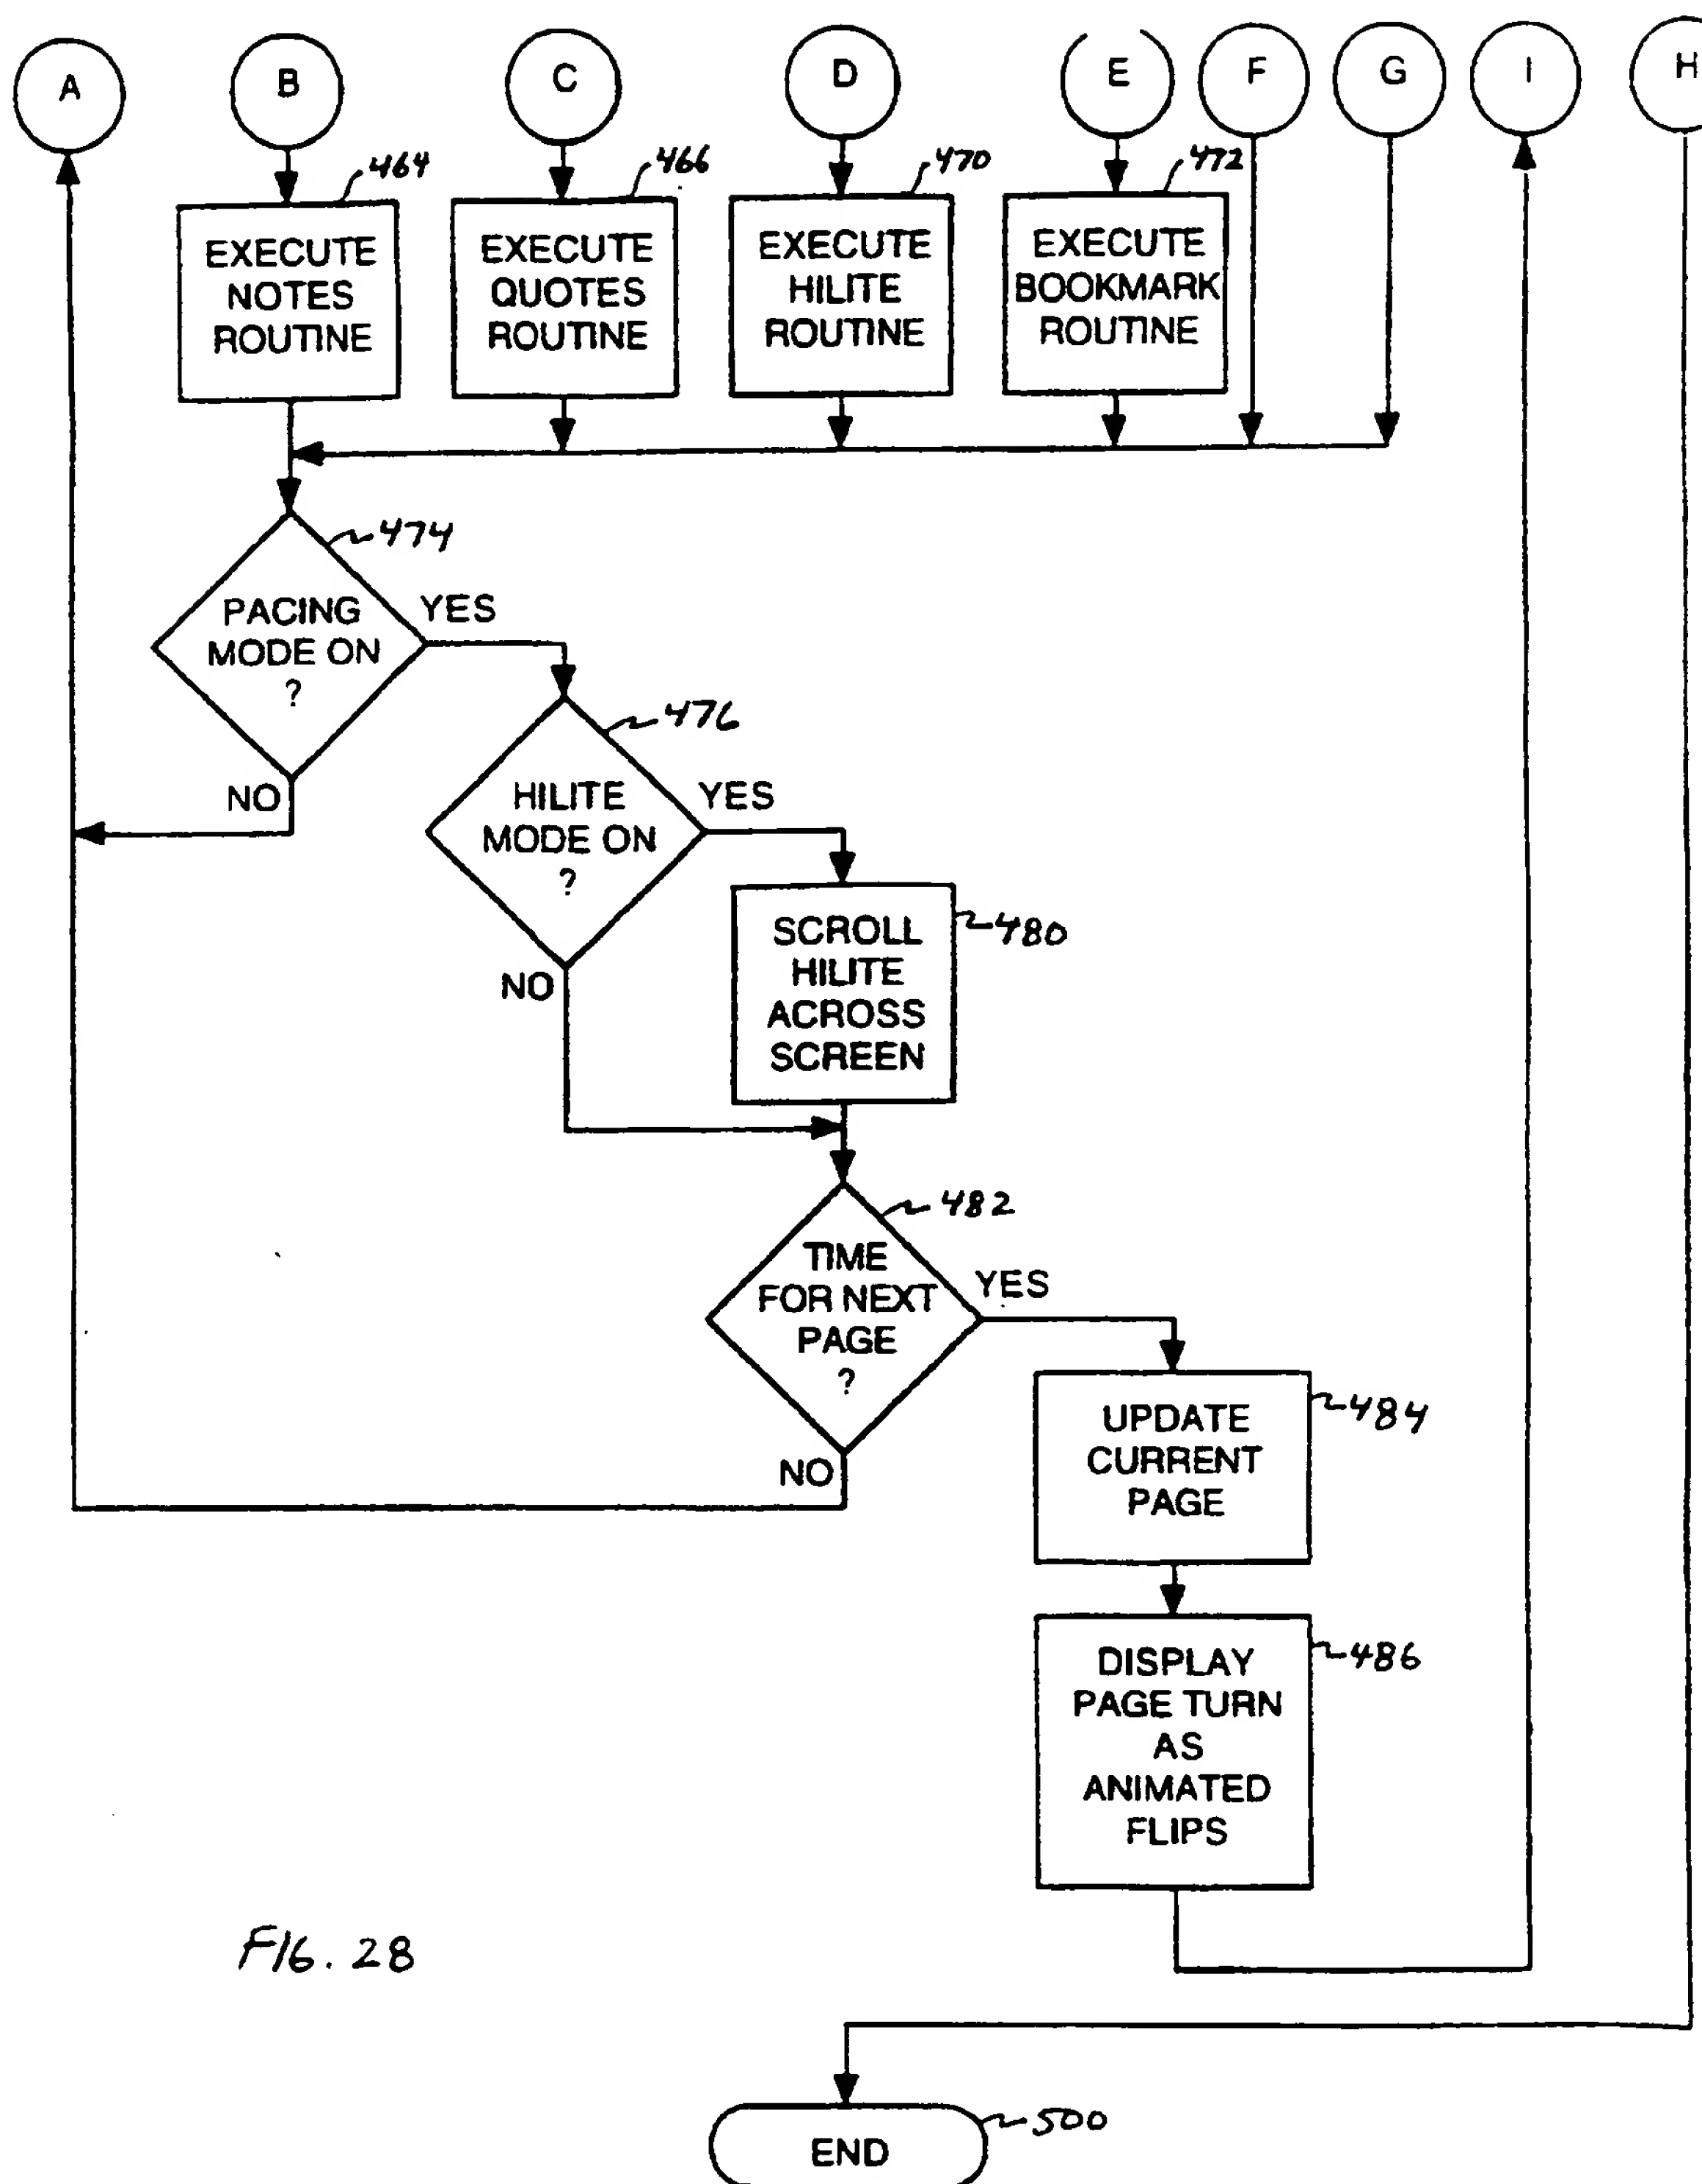 A
B
C
D
E
F
G
I
H
464
466
470
472
EXECUTE
NOTES
ROUTINE
EXECUTE
QUOTES
ROUTINE
EXECUTE
HILITE
ROUTINE
EXECUTE
BOOKMARK
ROUTINE
474
PACING
MODE ON
?
YES
NO
476
HILITE
MODE ON
?
YES
NO
480
SCROLL
HILITE
ACROSS
SCREEN
482
TIME
FOR NEXT
PAGE
?
YES
NO
484
UPDATE
CURRENT
PAGE
486
DISPLAY
PAGE TURN
AS
ANIMATED
FLIPS
FIG. 28
500
END